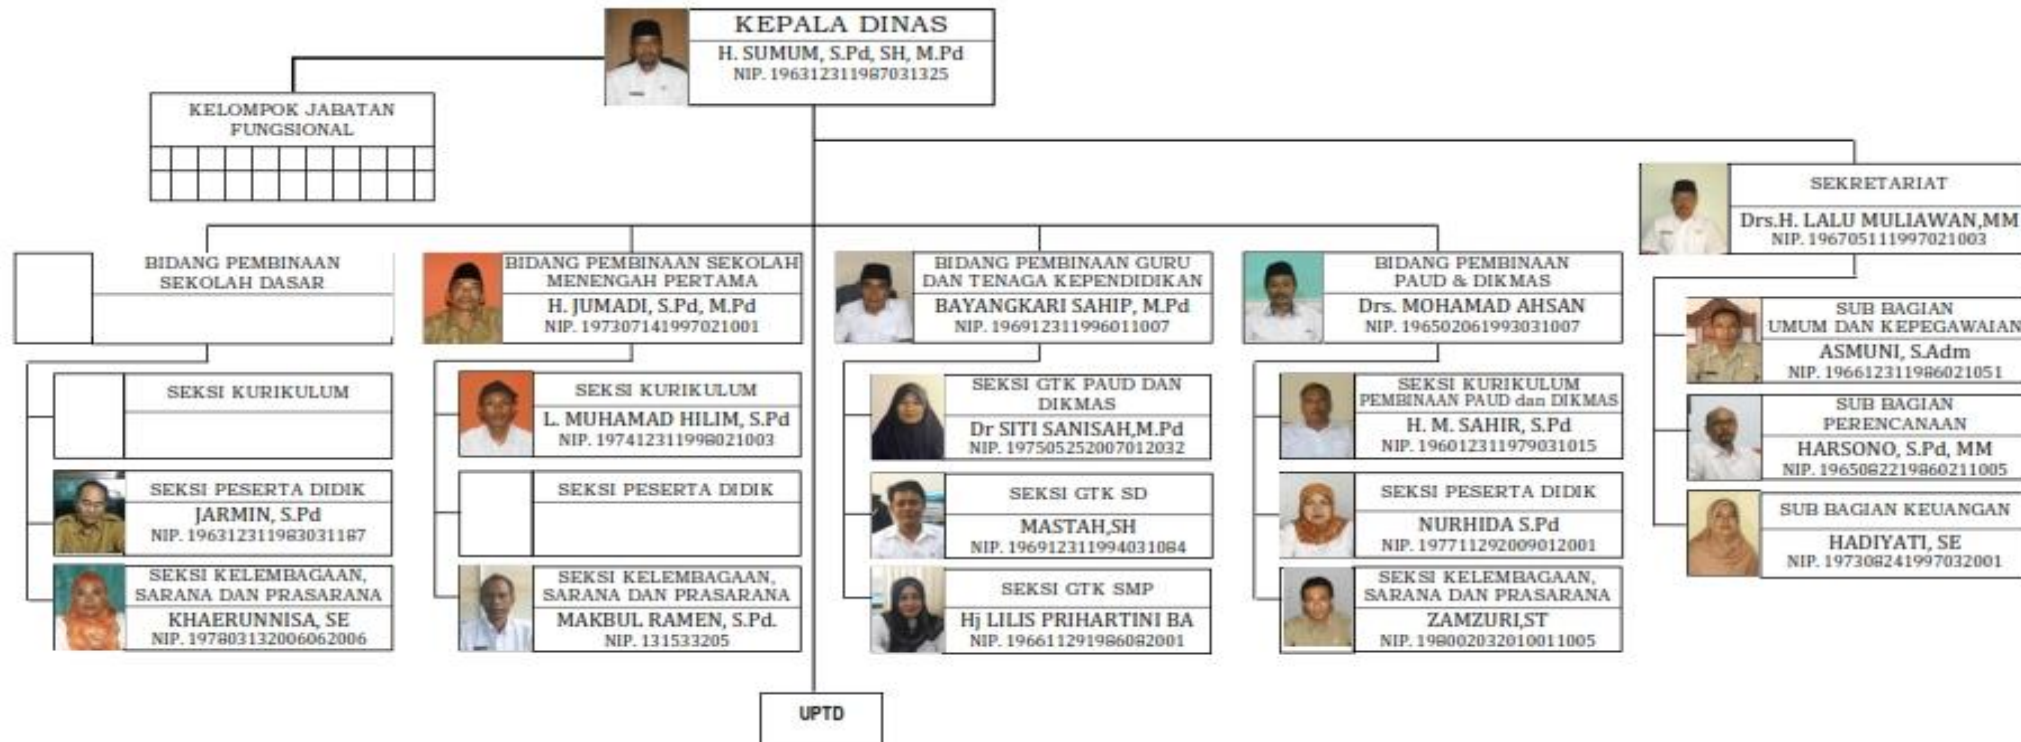 KEPALA DINAS
H. SUMUM, S.Pd, SH, M.Pd
NIP. 196312311987031325
KELOMPOK JABATAN
FUNGSIONAL
SEKRETARIAT
Drs.H. LALU MULIAWAN,MM
NIP. 196705111997021003
BIDANG PEMBINAAN
SEKOLAH DASAR
SEKSI KURIKULUM
SEKSI PESERTA DIDIK
JARMIN, S.Pd
NIP. 196312311983031187
SEKSI KELEMBAGAAN,
SARANA DAN PRASARANA
KHAERUNNISA, SE
NIP. 197803132006062006
BIDANG PEMBINAAN SEKOLAH
MENENGAH PERTAMA
H. JUMADI, S.Pd, M.Pd
NIP. 197307141997021001
SEKSI KURIKULUM
L. MUHAMAD HILIM, S.Pd
NIP. 197412311998021003
SEKSI PESERTA DIDIK
SEKSI KELEMBAGAAN,
SARANA DAN PRASARANA
MAKBUL RAMEN, S.Pd.
NIP. 131533205
BIDANG PEMBINAAN GURU
DAN TENAGA KEPENDIDIKAN
BAYANGKARI SAHIP, M.Pd
NIP. 196912311996011007
SEKSI GTK PAUD DAN
DIKMAS
Dr SITI SANISAH,M.Pd
NIP. 197505252007012032
SEKSI GTK SD
MASTAH,SH
NIP. 196912311994031084
SEKSI GTK SMP
Hj LILIS PRIHARTINI BA
NIP. 196611291986082001
BIDANG PEMBINAAN
PAUD & DIKMAS
Drs. MOHAMAD AHSAN
NIP. 196502061993031007
SEKSI KURIKULUM
PEMBINAAN PAUD dan DIKMAS
H. M. SAHIR, S.Pd
NIP. 196012311979031015
SEKSI PESERTA DIDIK
NURHIDA S.Pd
NIP. 197711292009012001
SEKSI KELEMBAGAAN,
SARANA DAN PRASARANA
ZAMZURI,ST
NIP. 198002032010011005
SUB BAGIAN
UMUM DAN KEPEGAWAIAN
ASMUNI, S.Adm
NIP. 196612311986021051
SUB BAGIAN
PERENCANAAN
HARSONO, S.Pd, MM
NIP. 1965082219860211005
SUB BAGIAN KEUANGAN
HADIYATI, SE
NIP. 197308241997032001
UPTD